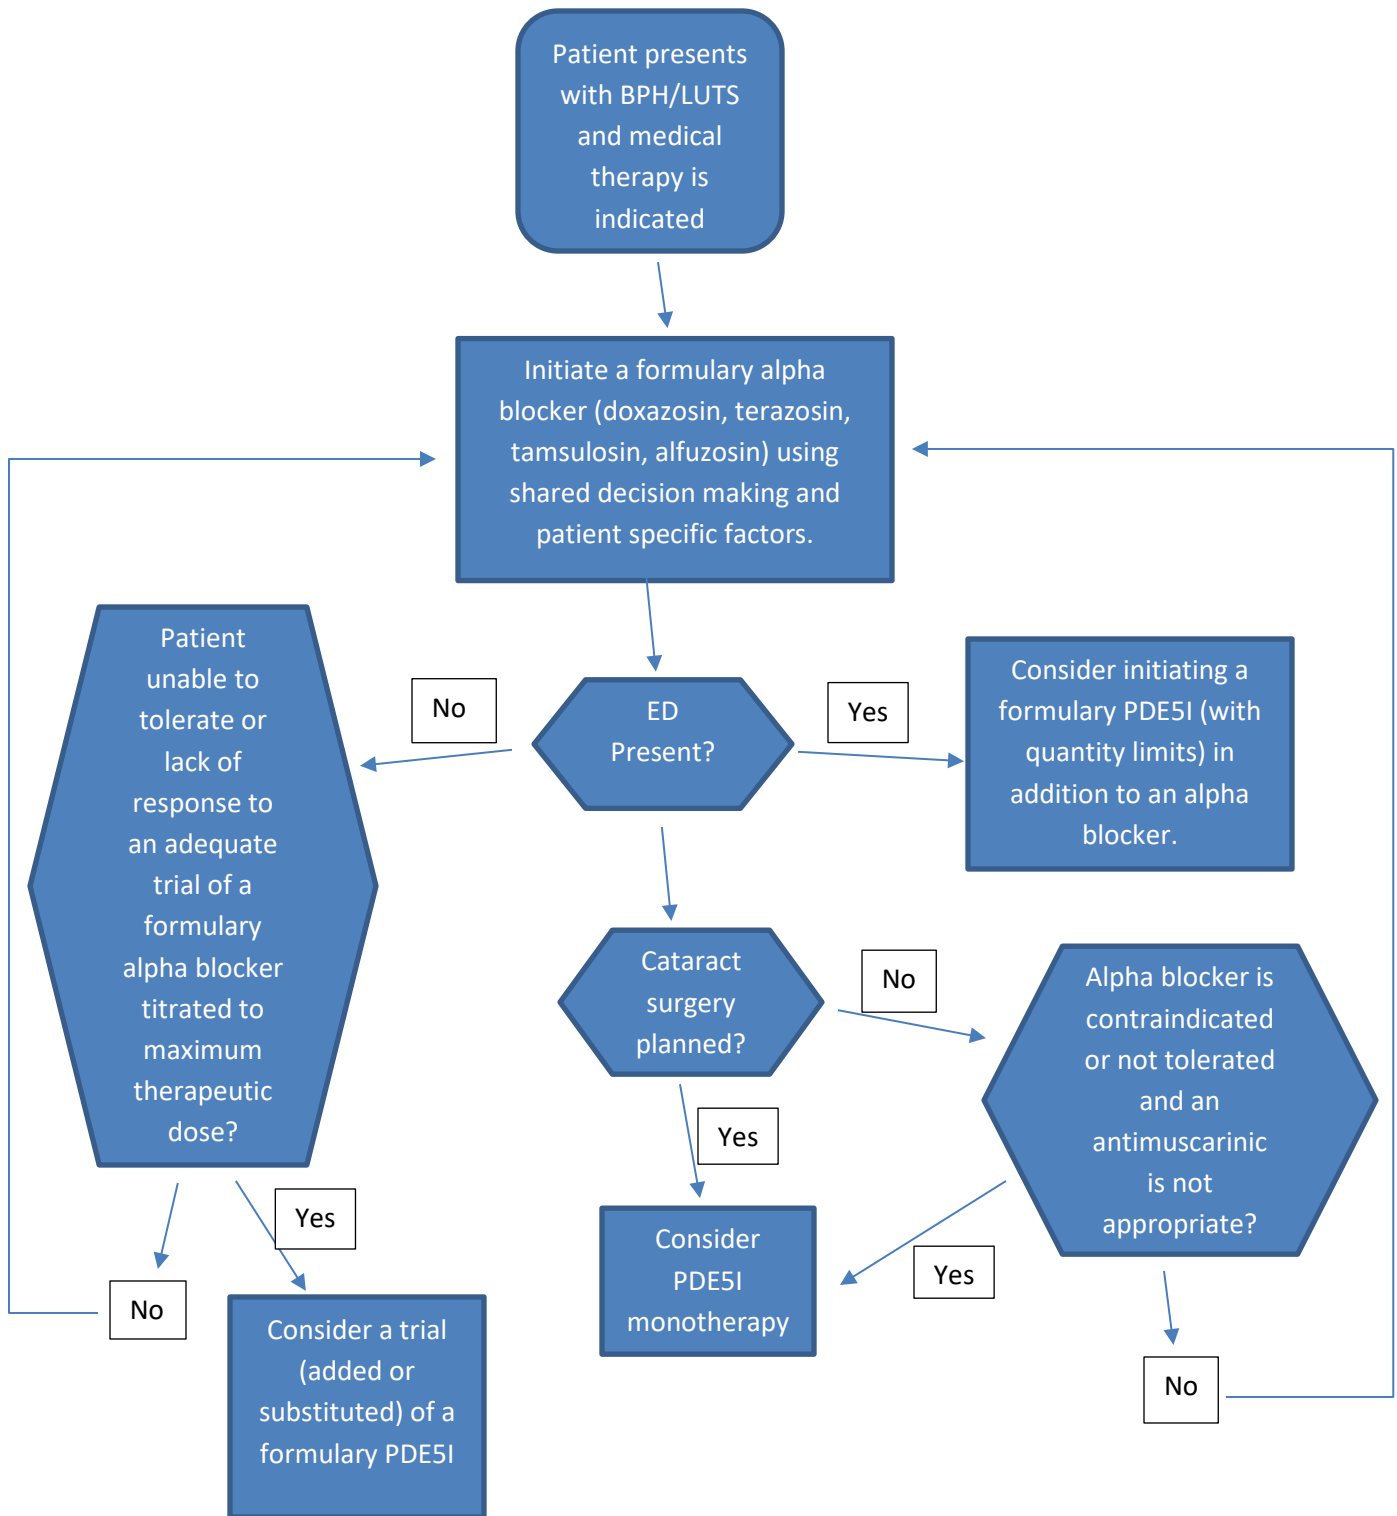 Patient presents
with BPH/LUTS
and medical
therapy is
indicated
Initiate a formulary alpha
blocker (doxazosin, terazosin,
tamsulosin, alfuzosin) using
shared decision making and
patient specific factors.
Patient
unable to
tolerate or
lack of
response to
an adequate
trial of a
formulary
alpha blocker
titrated to
maximum
therapeutic
dose?
No
ED
Present?
Yes
Consider initiating a
formulary PDE5I (with
quantity limits) in
addition to an alpha
blocker.
Cataract
surgery
planned?
No
Alpha blocker is
contraindicated
or not tolerated
and an
antimuscarinic
is not
appropriate?
Yes
Yes
No
Consider a trial
(added or
substituted) of a
formulary PDE5I
Consider
PDE5I
monotherapy
Yes
No